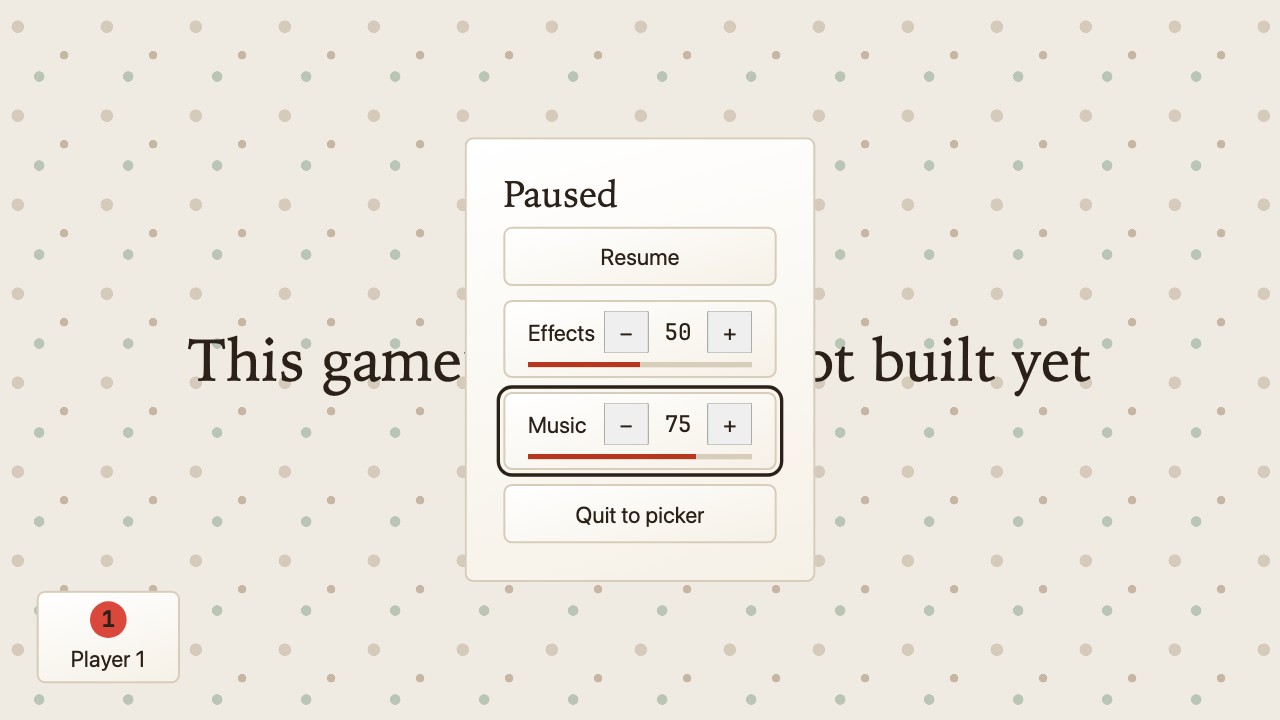 Paused
Resume
Effects − 50 +
This game ot built yet
Music − 75 +
Quit to picker
1
Player 1